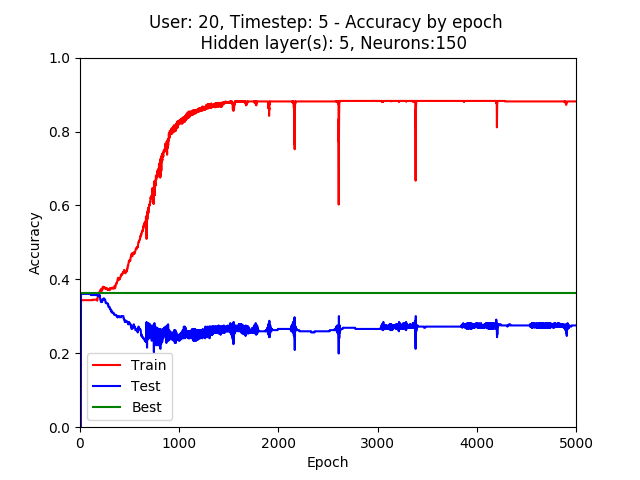 User: 20, Timestep: 5 - Accuracy by epoch
Hidden layer(s): 5, Neurons:150
1.0
0.8
0.6
0.4
0.2
0.0
Accuracy
Train
Test
Best
0 1000 2000 3000 4000 5000
Epoch